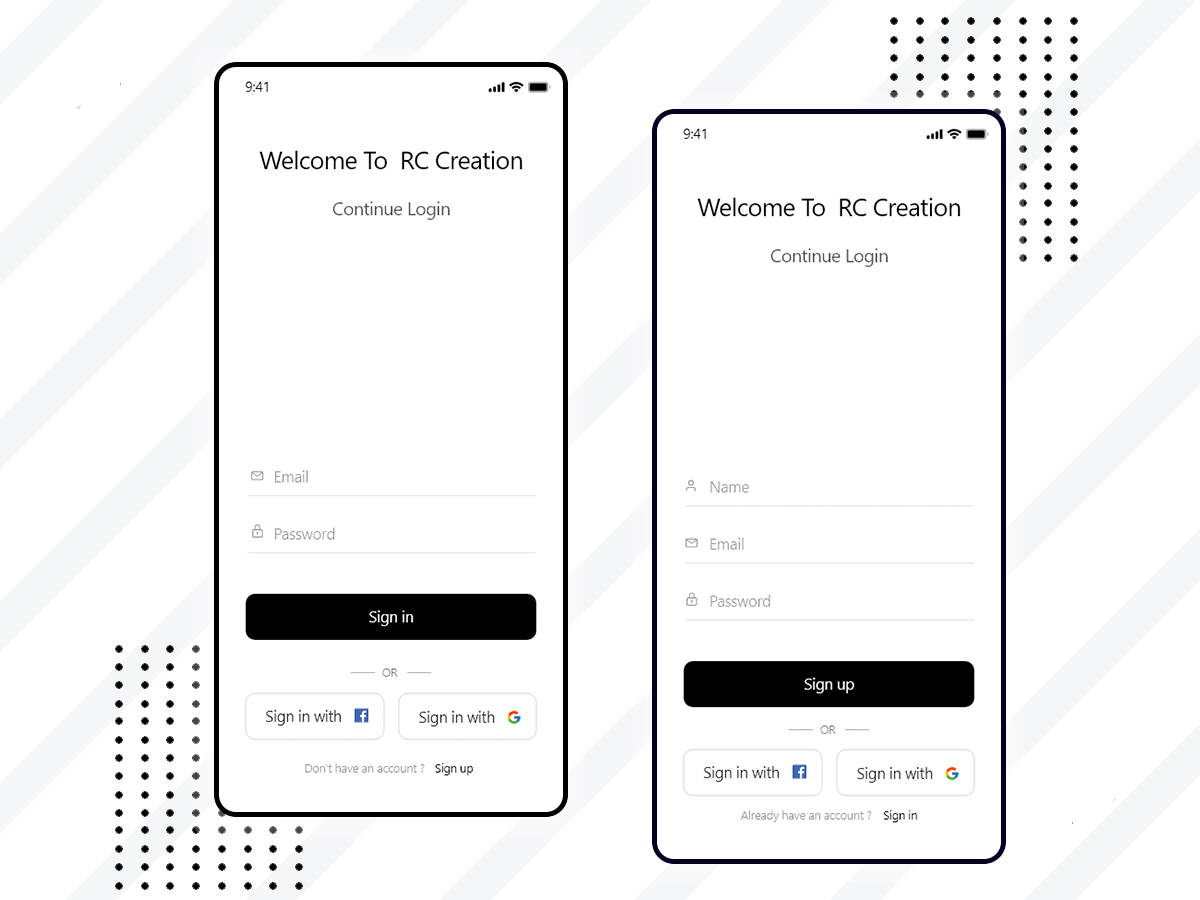 9:41
Welcome To  RC Creation
Continue Login
Email
Password
Sign in
OR
Sign in with
Sign in with G
Don't have an account ? Sign up
9:41
Welcome To  RC Creation
Continue Login
Name
Email
Password
Sign up
OR
Sign in with
Sign in with G
Already have an account ? Sign in